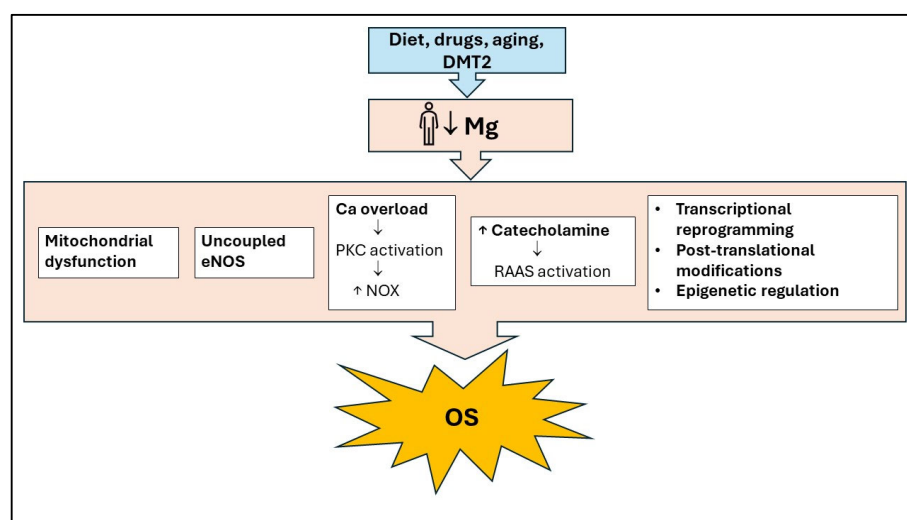 Diet, drugs, aging,
DMT2
↓ Mg
Mitochondrial
dysfunction
Uncoupled
eNOS
Ca overload
↓
PKC activation
↓
↑ NOX
↑ Catecholamine
↓
RAAS activation
• Transcriptional
reprogramming
• Post-translational
modifications
• Epigenetic regulation
OS